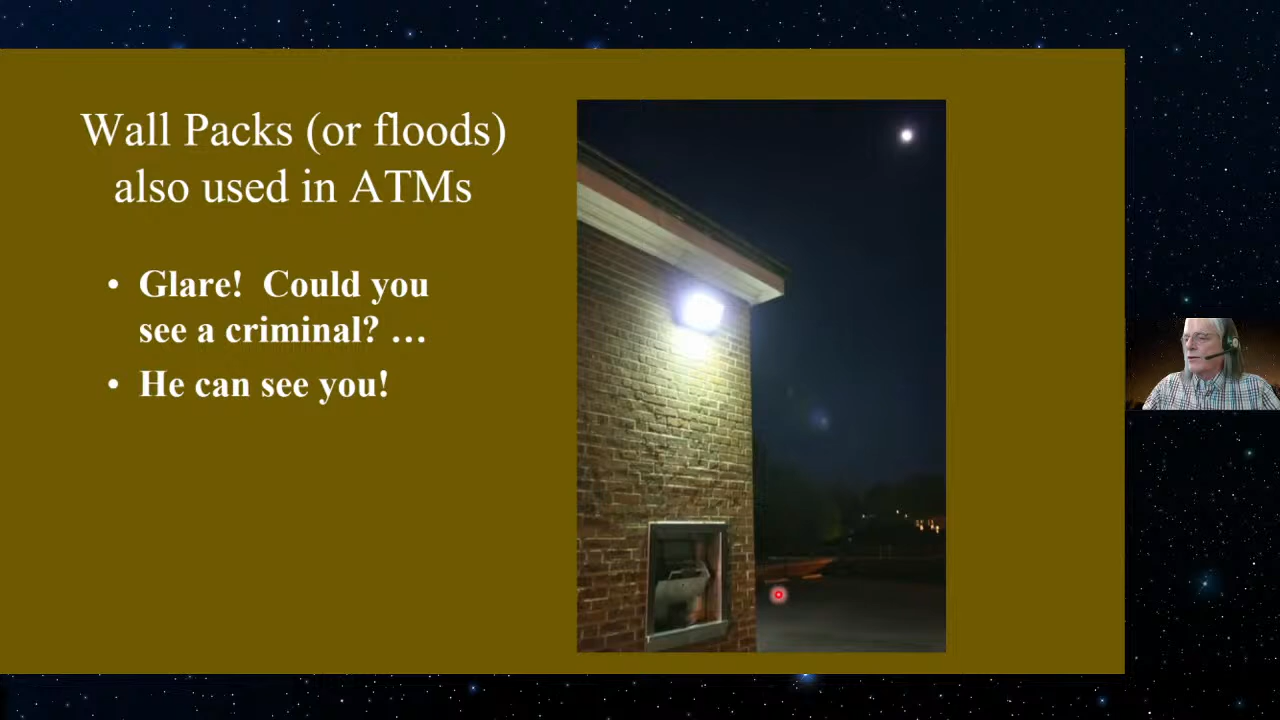 Wall Packs (or floods)
also used in ATMs
• Glare!  Could you
see a criminal? …
• He can see you!